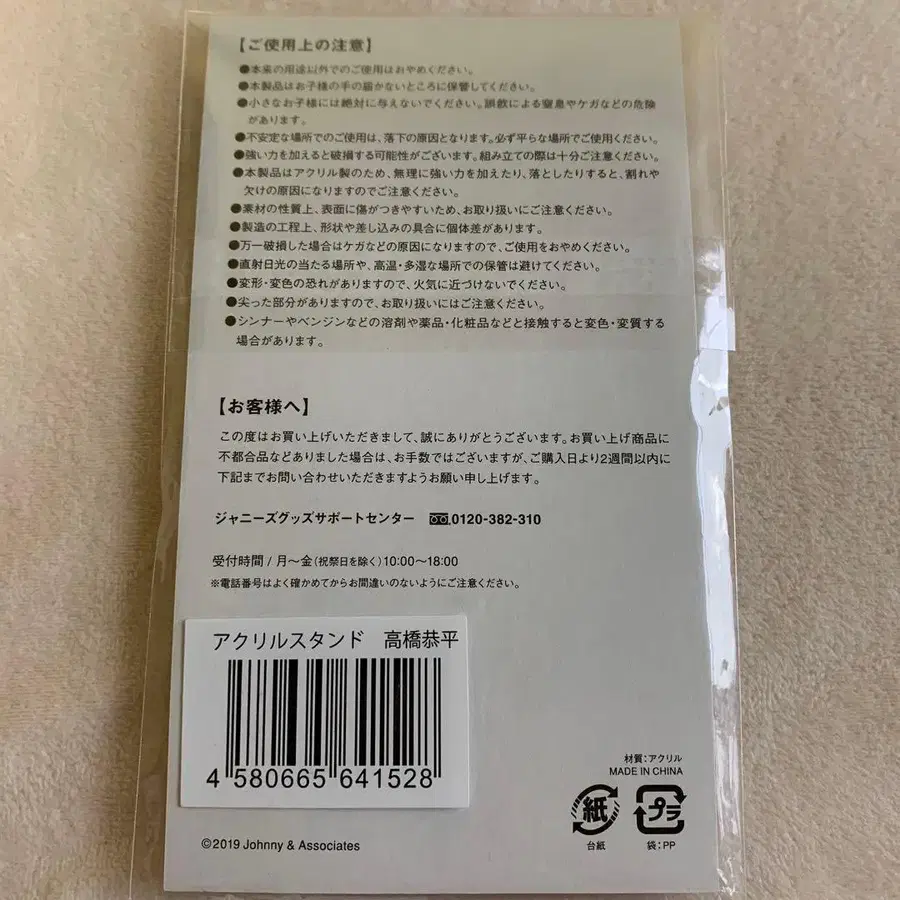 【ご使用上の注意】
●本来の用途以外でのご使用はおやめください。
●本製品はお子様の手の届かないところに保管してください。
●小さなお子様には絶対に与えないでください。誤飲による窒息やケガなどの危険
があります。
●不安定な場所でのご使用は、落下の原因となります。必ず平らな場所でご使用ください。
●強い力を加えると破損する可能性がございます。組み立ての際は十分ご注意ください。
●本製品はアクリル製のため、無理に強い力を加えたり、落としたりすると、割れや
欠けの原因になりますのでご注意ください。
●素材の性質上、表面に傷がつきやすいため、お取り扱いにご注意ください。
●製造の工程上、形状や差し込みの具合に個体差があります。
●万一破損した場合はケガなどの原因になりますので、ご使用をおやめください。
●直射日光の当たる場所や、高温・多湿な場所での保管は避けてください。
●変形・変色の恐れがありますので、火気に近づけないでください。
●尖った部分がありますので、お取り扱いにはご注意ください。
●シンナーやベンジンなどの溶剤や薬品・化粧品などと接触すると変色・変質する
場合があります。
【お客様へ】
この度はお買い上げいただきまして、誠にありがとうございます。お買い上げ商品に
不都合品などありました場合は、お手数ではございますが、ご購入日より2週間以内に
下記までお問い合わせいただきますようお願い申し上げます。
ジャニーズグッズサポートセンター 0120-382-310
受付時間/月〜金(祝祭日を除く)10:00〜18:00
※電話番号はよく確かめてからお間違いのないようにご注意ください。
アクリルスタンド 高橋恭平
4 580665 641528
材質:アクリル
MADE IN CHINA
紙 プラ
台紙 袋:PP
©2019 Johnny & Associates